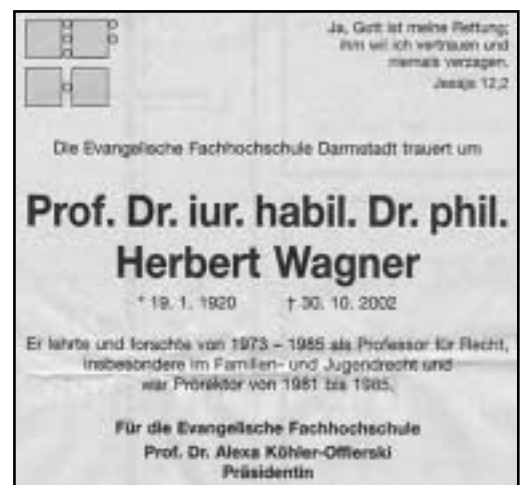 Ja, Gott ist meine Rettung;
ihm will ich vertrauen und
niemals verzagen.
Jesaja 12,2
Die Evangelische Fachhochschule Darmstadt trauert um
Prof. Dr. iur. habil. Dr. phil.
Herbert Wagner
* 19. 1. 1920 † 30. 10. 2002
Er lehrte und forschte von 1973 – 1985 als Professor für Recht,
insbesondere im Familien- und Jugendrecht und
war Prorektor von 1981 bis 1985.
Für die Evangelische Fachhochschule
Prof. Dr. Alexa Köhler-Offierski
Präsidentin